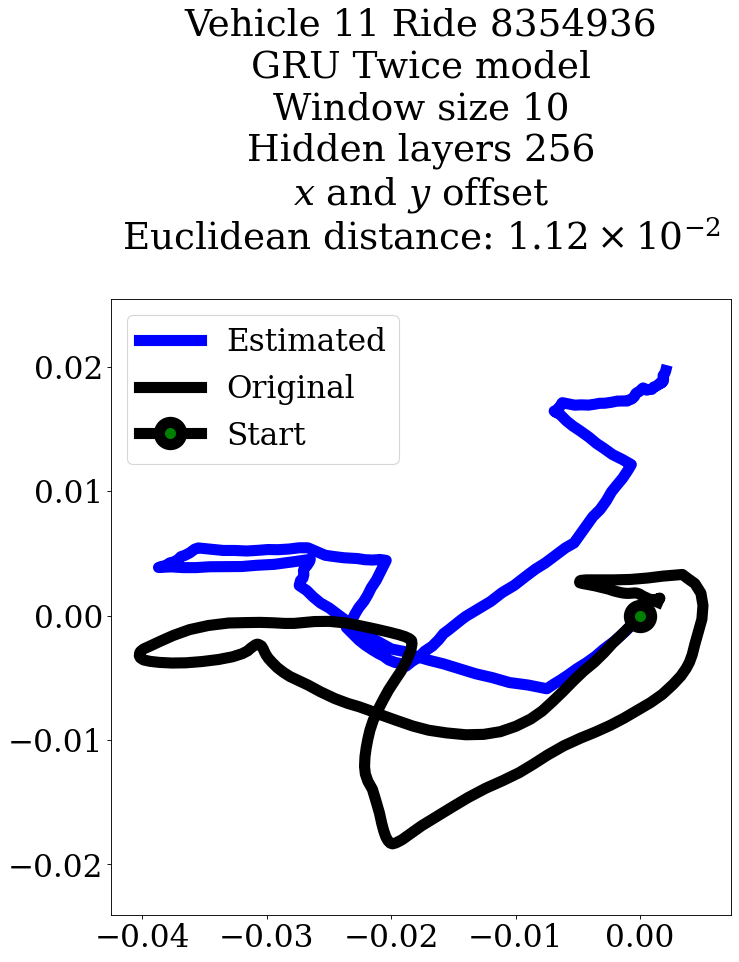 Vehicle 11 Ride 8354936
GRU Twice model
Window size 10
Hidden layers 256
x and y offset
Euclidean distance: 1.12 × 10⁻²
Estimated
Original
Start
0.02
0.01
0.00
−0.01
−0.02
−0.04 −0.03 −0.02 −0.01 0.00